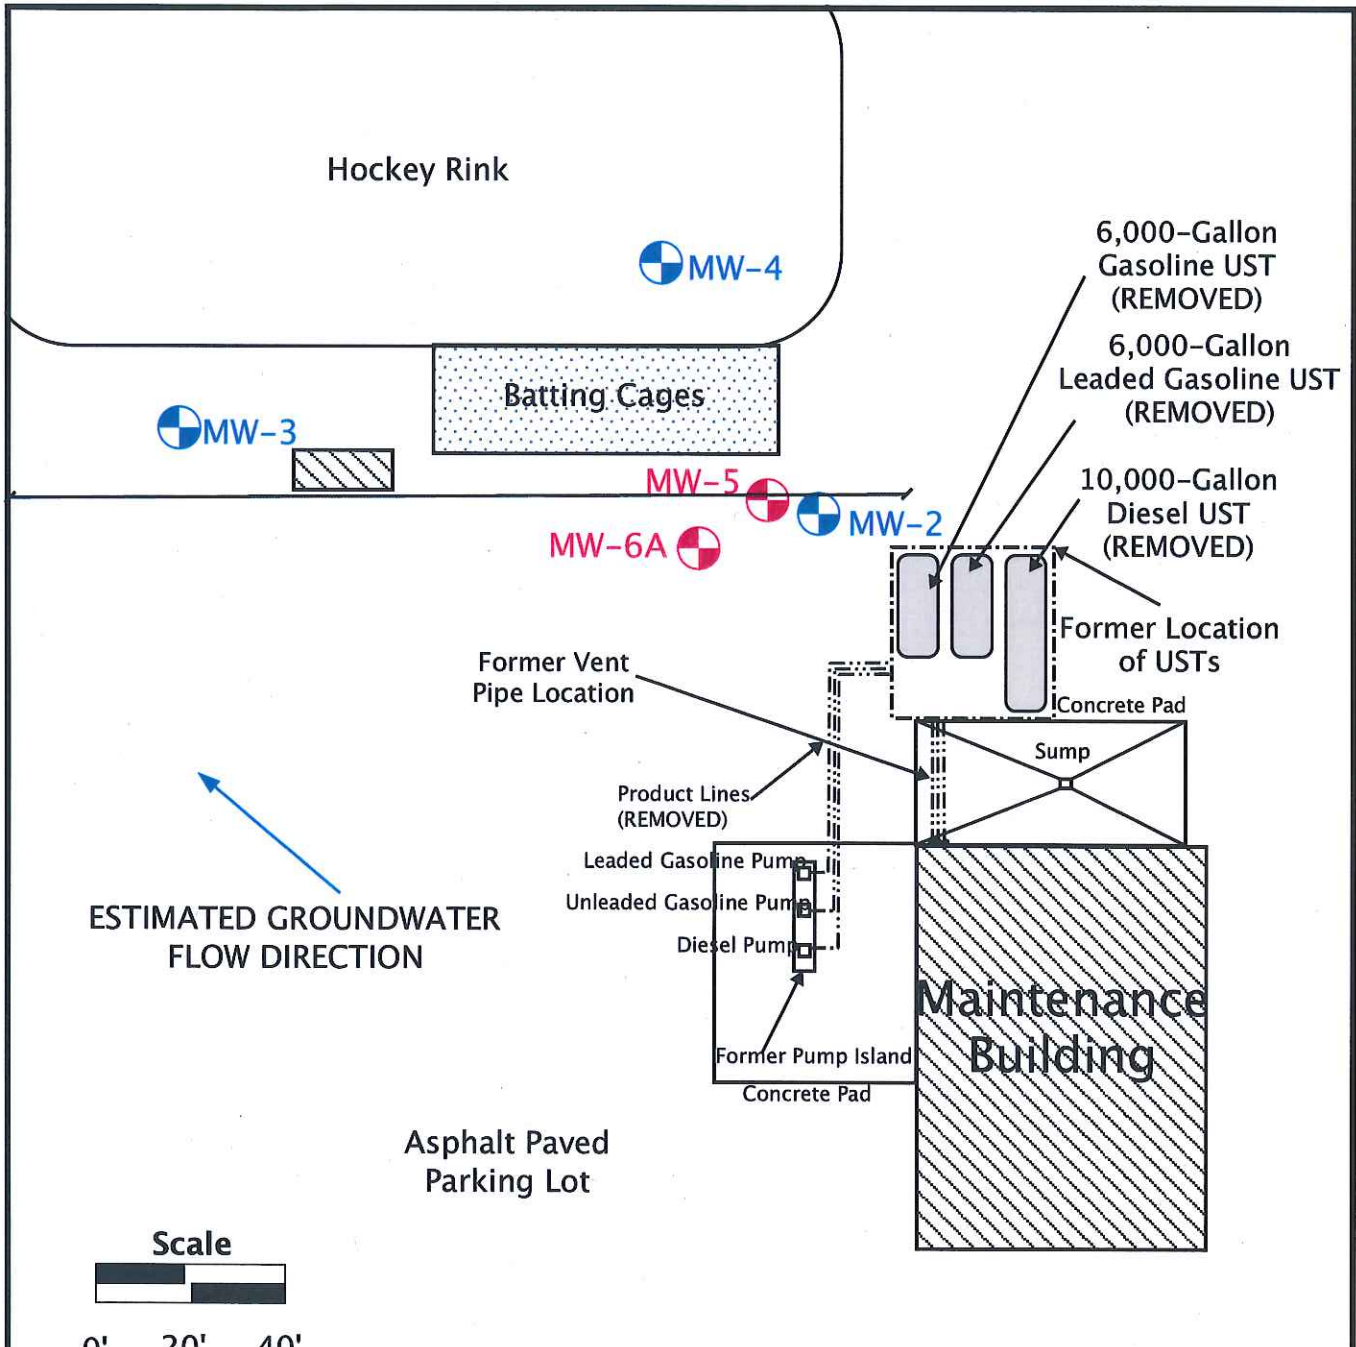 Hockey Rink
MW-4
6,000-Gallon
Gasoline UST
(REMOVED)
6,000-Gallon
Leaded Gasoline UST
(REMOVED)
Batting Cages
MW-3
MW-5
MW-2
10,000-Gallon
Diesel UST
(REMOVED)
MW-6A
Former Location
of USTs
Former Vent
Pipe Location
Concrete Pad
Sump
Product Lines
(REMOVED)
Leaded Gasoline Pump
Unleaded Gasoline Pump
Diesel Pump
ESTIMATED GROUNDWATER
FLOW DIRECTION
Maintenance
Building
Former Pump Island
Concrete Pad
Asphalt Paved
Parking Lot
Scale
0' 20' 40'